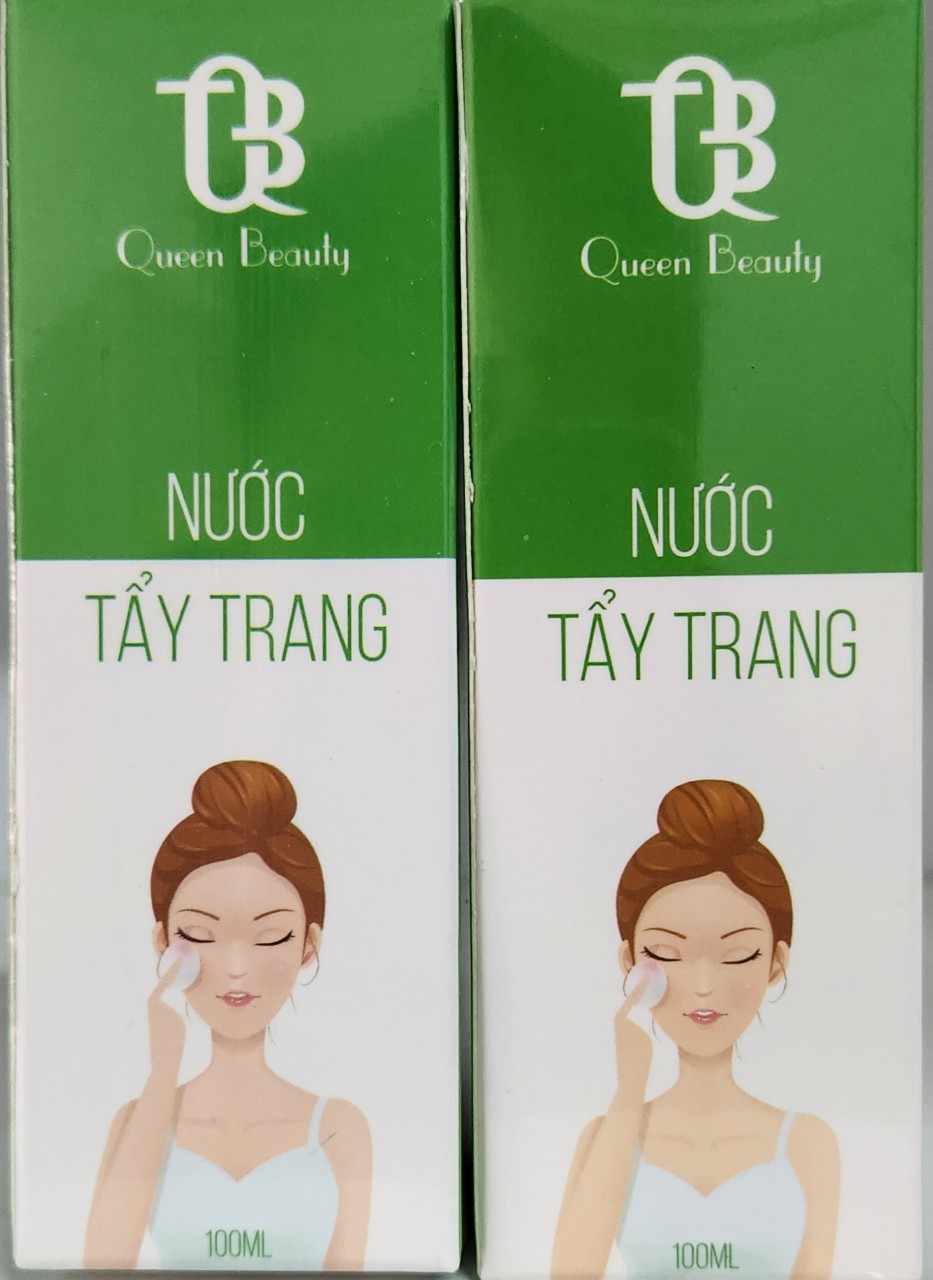 QB
Queen Beauty
NƯỚC
TẨY TRANG
100ML
QB
Queen Beauty
NƯỚC
TẨY TRANG
100ML